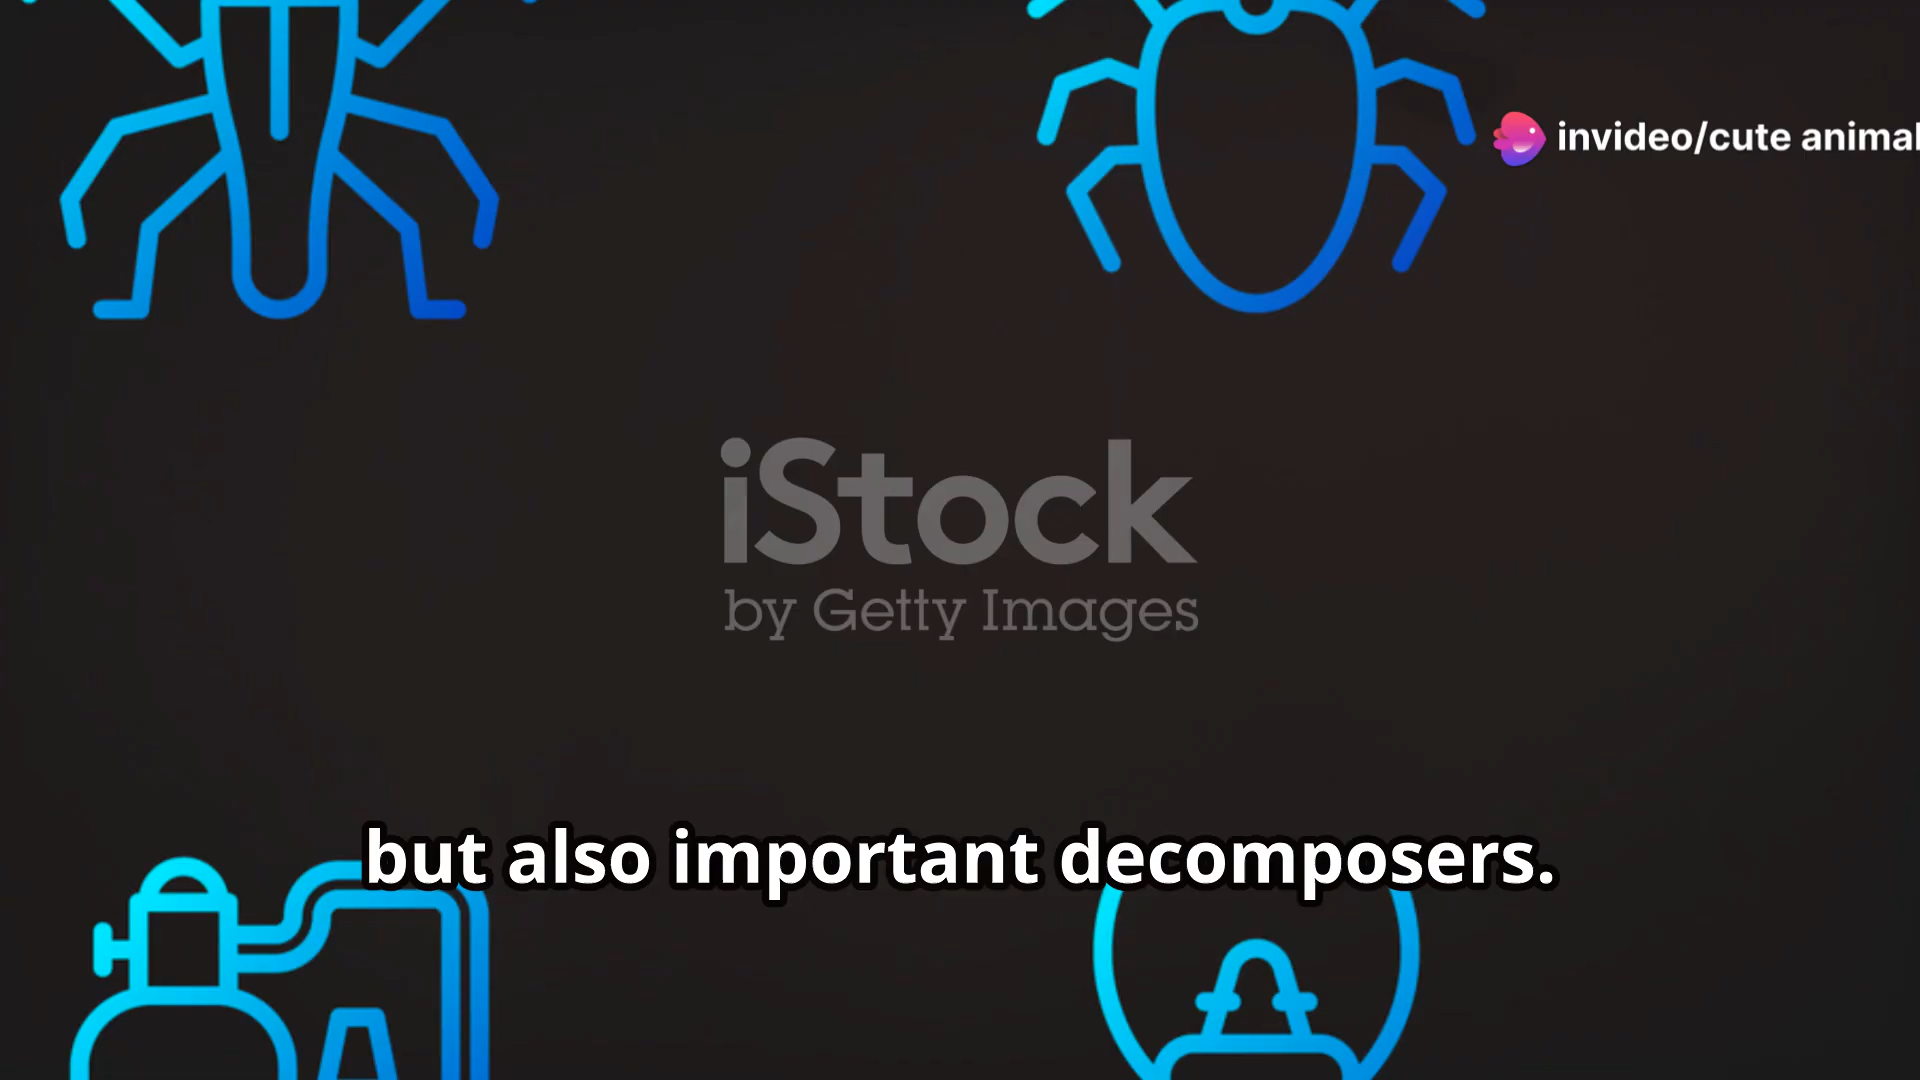 invideo/cute animal
iStock
by Getty Images
but also important decomposers.